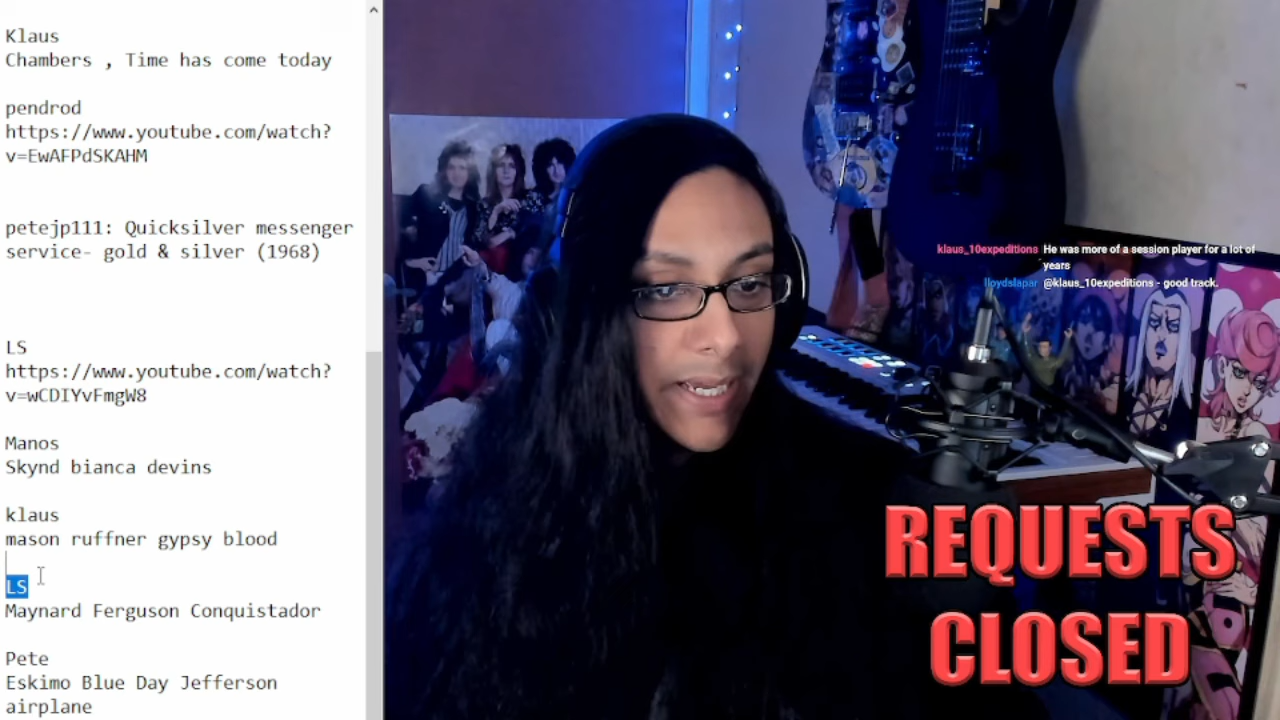 Klaus
Chambers , Time has come today
pendrod
https://www.youtube.com/watch?
v=EwAFPdSKAHM
petejp111: Quicksilver messenger
service- gold & silver (1968)
LS
https://www.youtube.com/watch?
v=wCDIYvFmgW8
Manos
Skynd bianca devins
klaus
mason ruffner gypsy blood
LS
Maynard Ferguson Conquistador
Pete
Eskimo Blue Day Jefferson
airplane
klaus_10expeditions He was more of a session player for a lot of
years
lloydslapar @klaus_10expeditions - good track.
REQUESTS
CLOSED